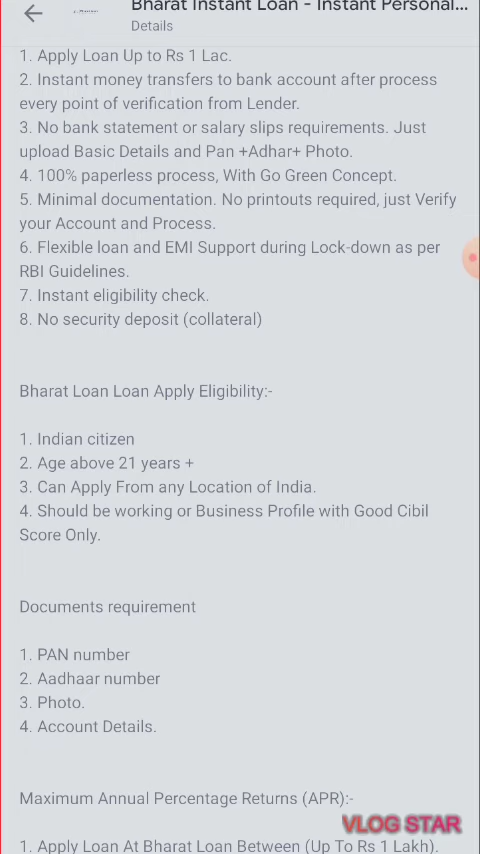 Bharat Instant Loan - Instant Personal...
Details
1. Apply Loan Up to Rs 1 Lac.
2. Instant money transfers to bank account after process
every point of verification from Lender.
3. No bank statement or salary slips requirements. Just
upload Basic Details and Pan +Adhar+ Photo.
4. 100% paperless process, With Go Green Concept.
5. Minimal documentation. No printouts required, just Verify
your Account and Process.
6. Flexible loan and EMI Support during Lock-down as per
RBI Guidelines.
7. Instant eligibility check.
8. No security deposit (collateral)
Bharat Loan Loan Apply Eligibility:-
1. Indian citizen
2. Age above 21 years +
3. Can Apply From any Location of India.
4. Should be working or Business Profile with Good Cibil
Score Only.
Documents requirement
1. PAN number
2. Aadhaar number
3. Photo.
4. Account Details.
Maximum Annual Percentage Returns (APR):-
VLOG STAR
1. Apply Loan At Bharat Loan Between (Up To Rs 1 Lakh).